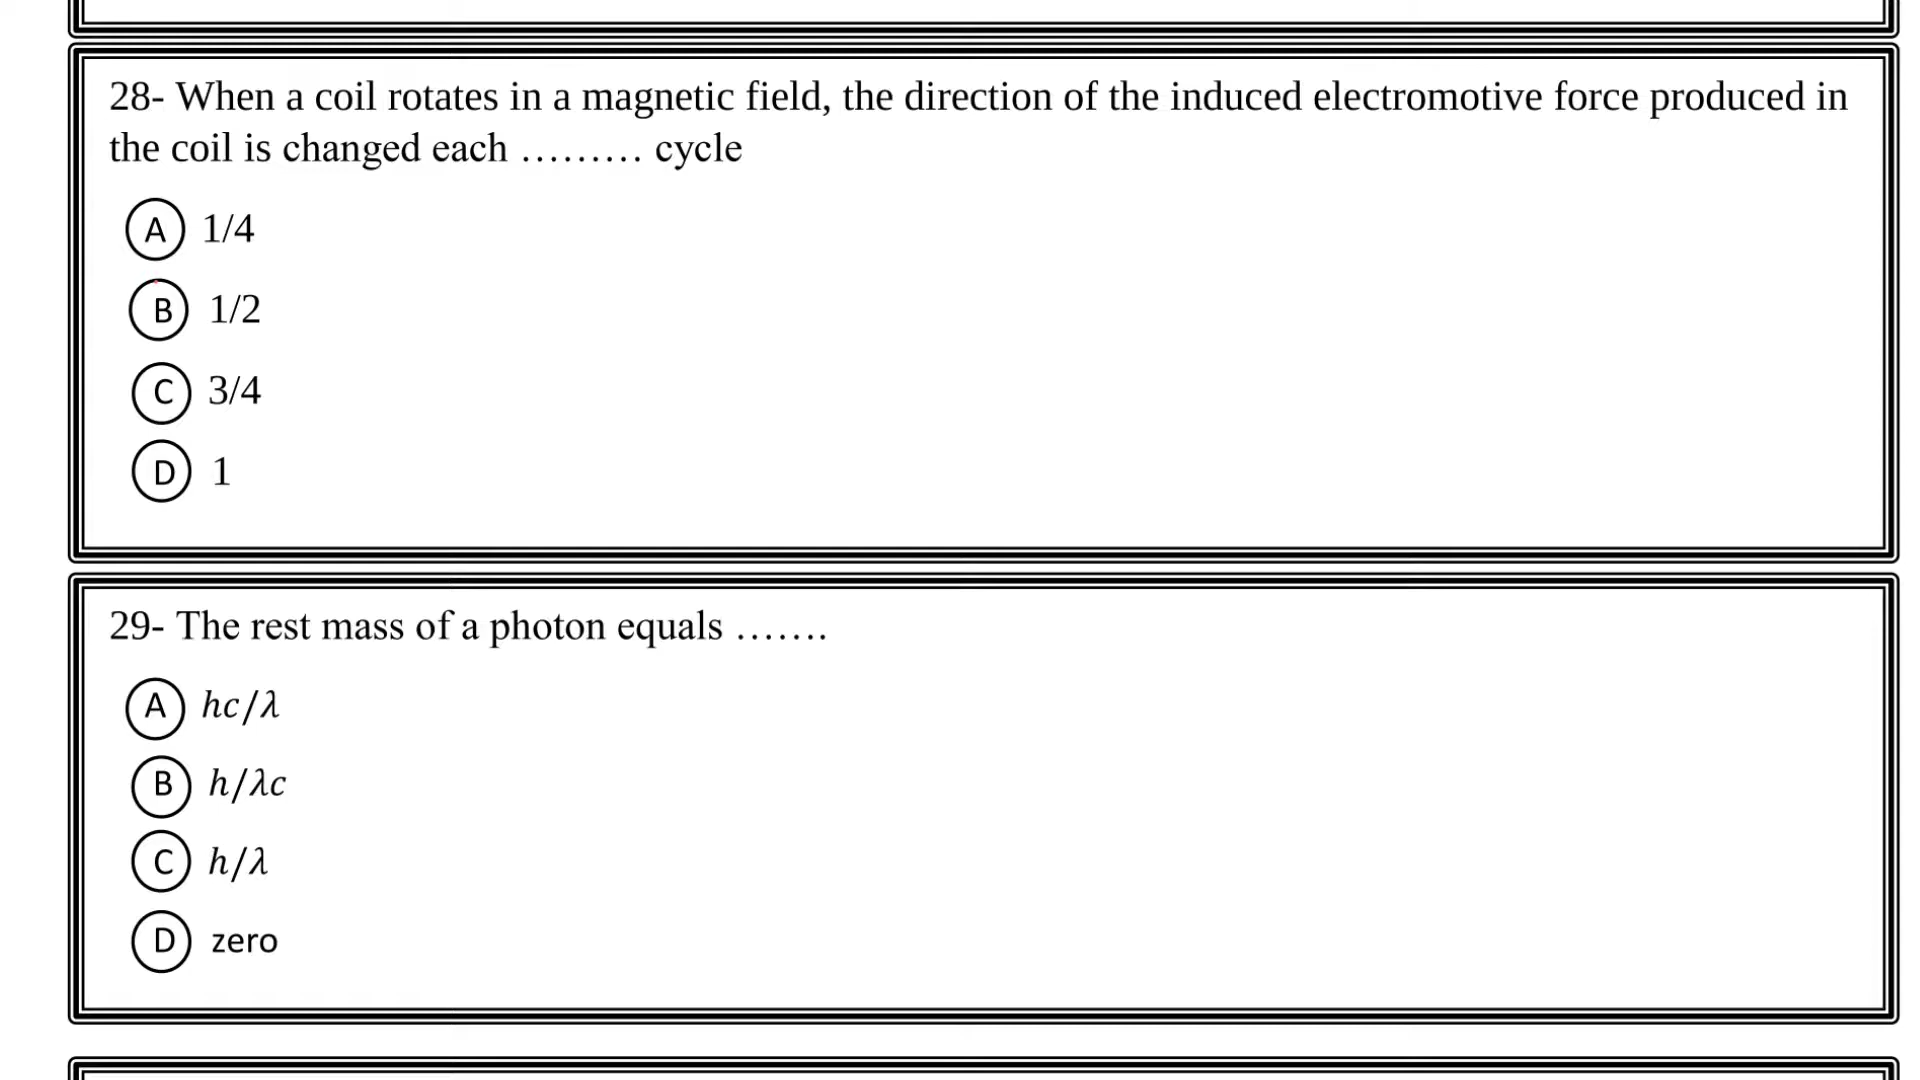 28- When a coil rotates in a magnetic field, the direction of the induced electromotive force produced in
the coil is changed each ……… cycle
A 1/4
B 1/2
C 3/4
D 1
29- The rest mass of a photon equals …….
A hc/λ
B h/λc
C h/λ
D zero